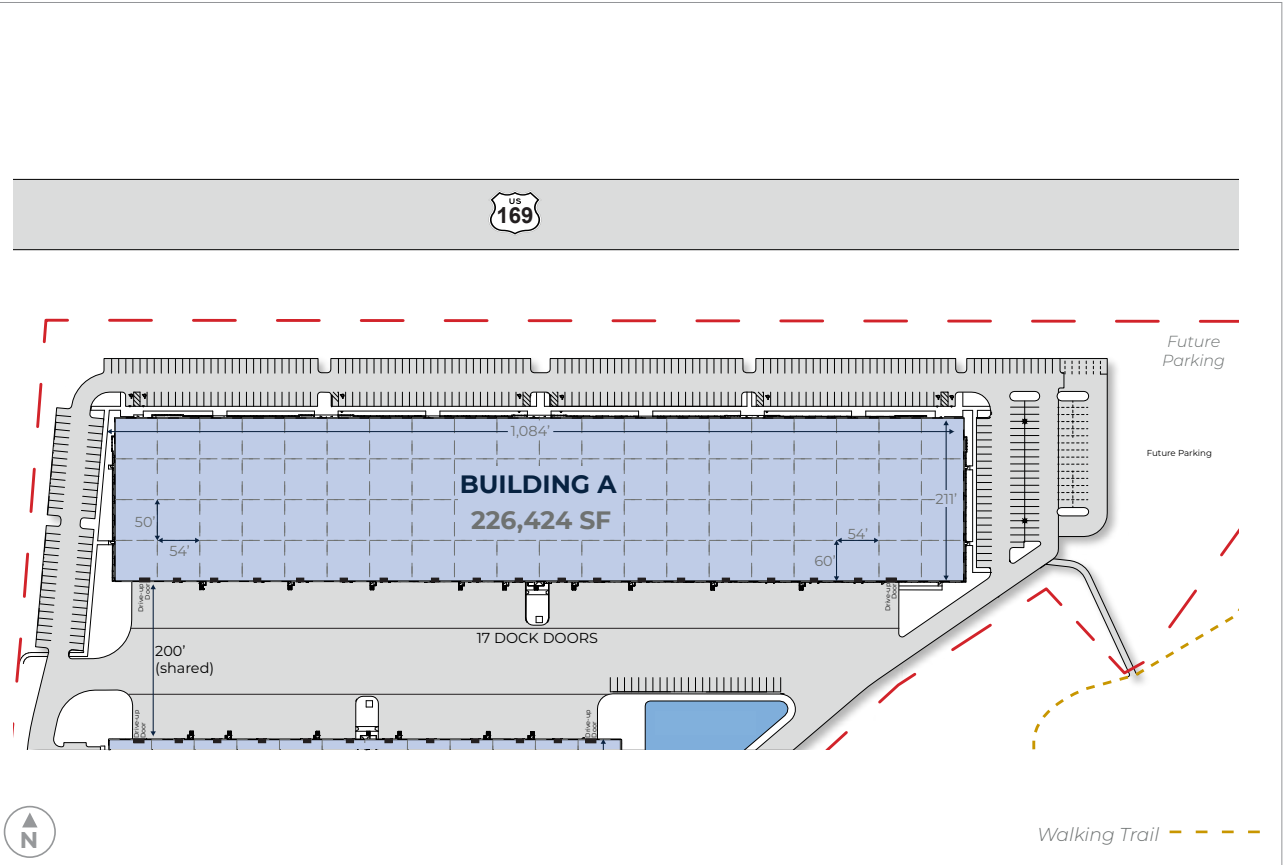 US
169
Future
Parking
1,084’
Future Parking
BUILDING A
211’
226,424 SF
50’
54’
54’
60’
Drive-up
Door
Drive-up
Door
17 DOCK DOORS
200’
(shared)
Drive-up
Door
Drive-up
Door
N
Walking Trail